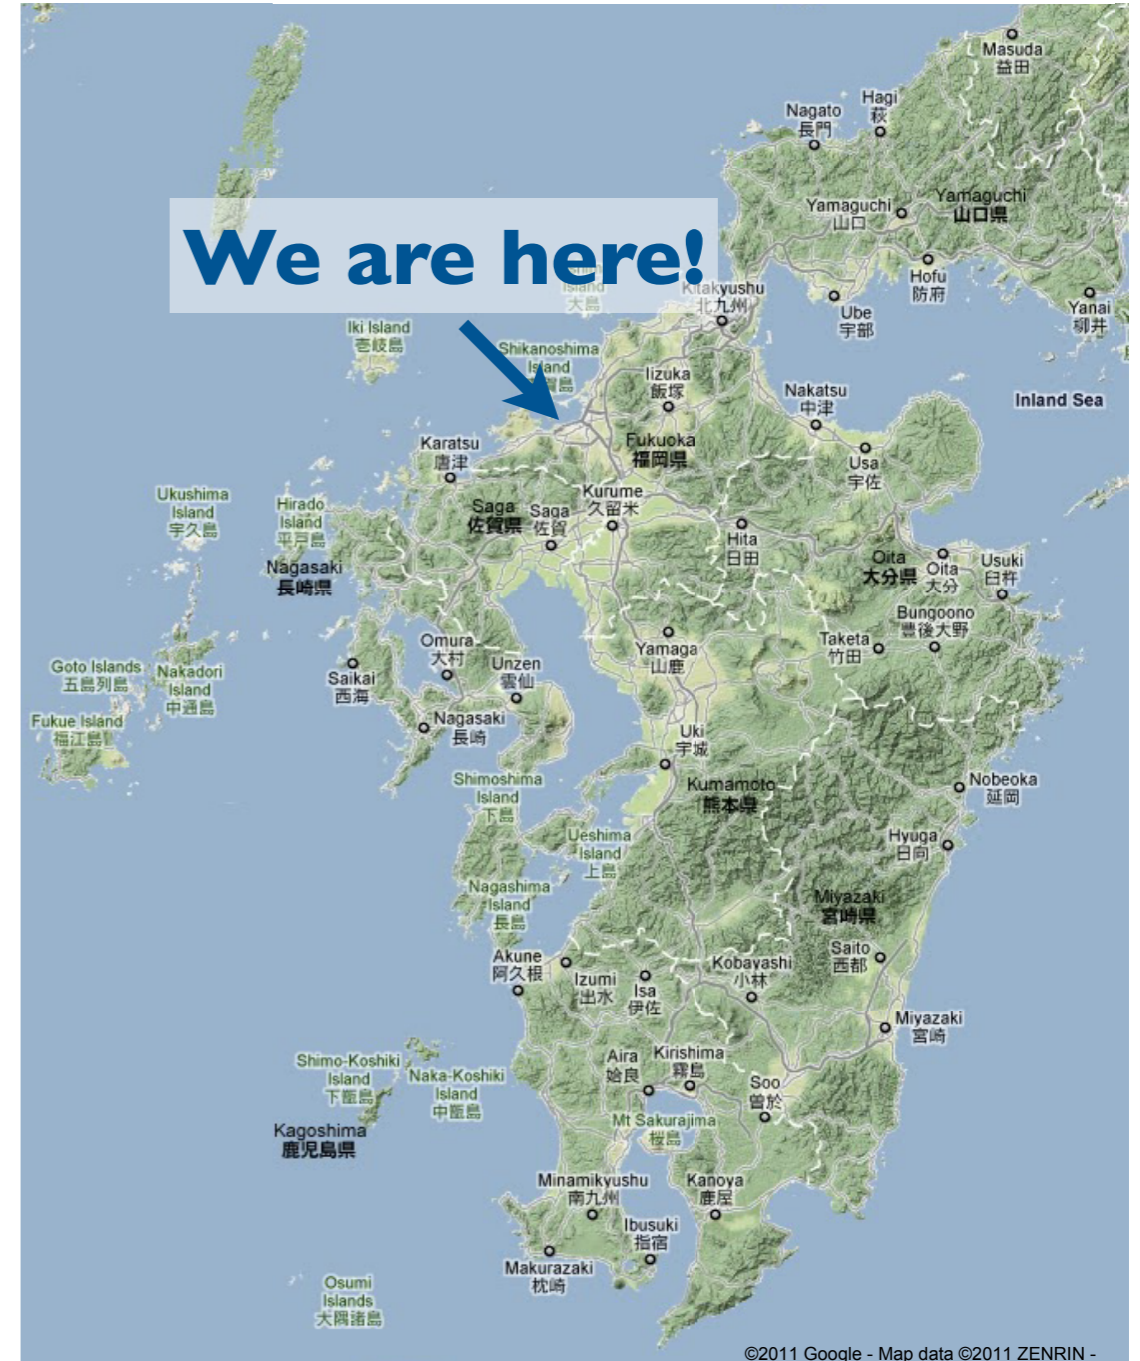 Masuda
益田
Hagi
萩
Nagato
長門
Yamaguchi
山口県
Yamaguchi
山口
We are here!
Hofu
防府
Island
大島
Kitakyushu
北九州
Ube
宇部
Yanai
柳井
Iki Island
壱岐島
Shikanoshima
Island
Iizuka
飯塚
Nakatsu
中津
Inland Sea
Karatsu
唐津
Fukuoka
福岡県
Usa
宇佐
Ukushima
Island
宇久島
Hirado
Island
平戸島
Saga
佐賀県
Saga
佐賀
Kurume
久留米
Hita
日田
Nagasaki
長崎県
Oita
大分県
Oita
大分
Usuki
臼杵
Bungoono
豊後大野
Omura
大村
Yamaga
山鹿
Taketa
竹田
Goto Islands
五島列島
Nakadori
Island
中通島
Saikai
西海
Unzen
雲仙
Fukue Island
福江島
Nagasaki
長崎
Uki
宇城
Shimoshima
Island
下島
Kumamoto
熊本県
Nobeoka
延岡
Ueshima
Island
上島
Hyuga
日向
Nagashima
Island
長島
Miyazaki
宮崎県
Akune
阿久根
Izumi
出水
Isa
伊佐
Kobayashi
小林
Saito
西都
Miyazaki
宮崎
Shimo-Koshiki
Island
下甑島
Naka-Koshiki
Island
中甑島
Aira
姶良
Kirishima
霧島
Soo
曽於
Kagoshima
鹿児島県
Mt Sakurajima
桜島
Minamikyushu
南九州
Kanoya
鹿屋
Ibusuki
指宿
Makurazaki
枕崎
Osumi
Islands
大隅諸島
©2011 Google - Map data ©2011 ZENRIN -